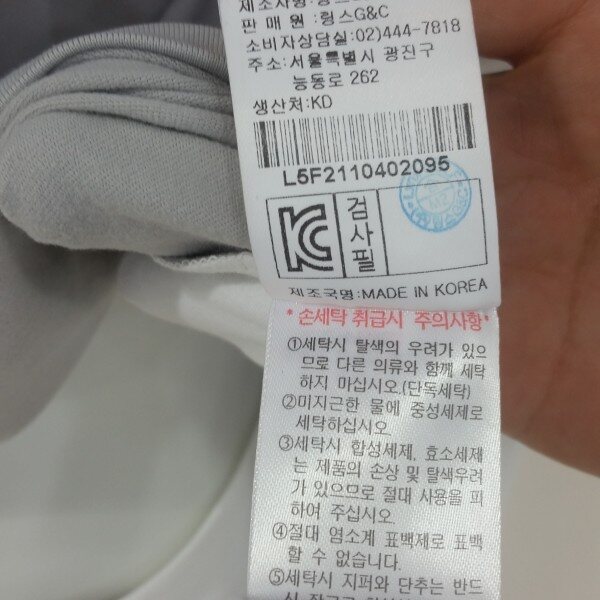 제조자명:
판 매 원 : 링스G&C
소비자상담실:02)444-7818
주소:서울특별시 광진구
능동로 262
생산처:KD
L5F2110402095
KC
검사필
제조국명:MADE IN KOREA
*손세탁 취급시 주의사항*
①세탁시 탈색의 우려가 있으
므로 다른 의류와 함께 세탁
하지 마십시오.(단독세탁)
②미지근한 물에 중성세제로
세탁하십시오.
③세탁시 합성세제, 효소세제
는 제품의 손상 및 탈색우려
가 있으므로 절대 사용을 피
하여 주십시오.
④절대 염소계 표백제로 표백
할 수 없습니다.
⑤세탁시 지퍼와 단추는 반드